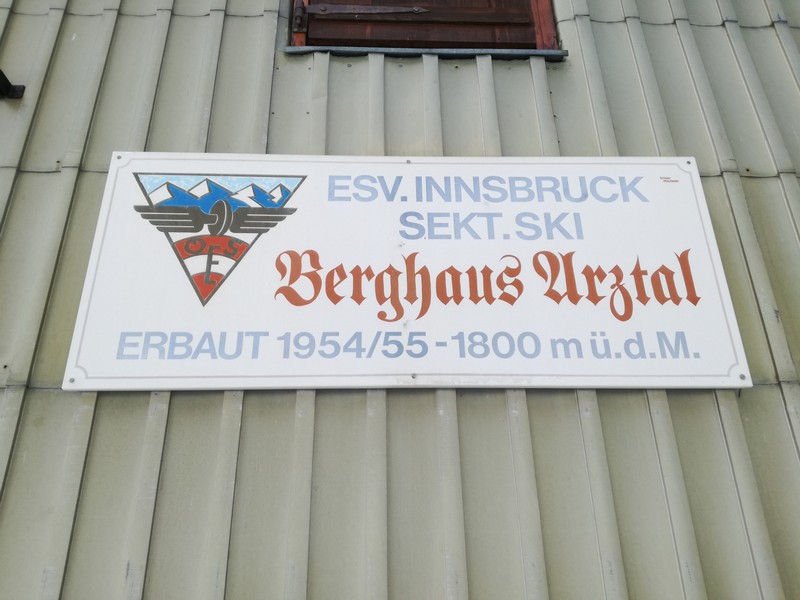 ESV. INNSBRUCK
SEKT. SKI
Berghaus Arztal
ERBAUT 1954/55 - 1800 m ü.d.M.